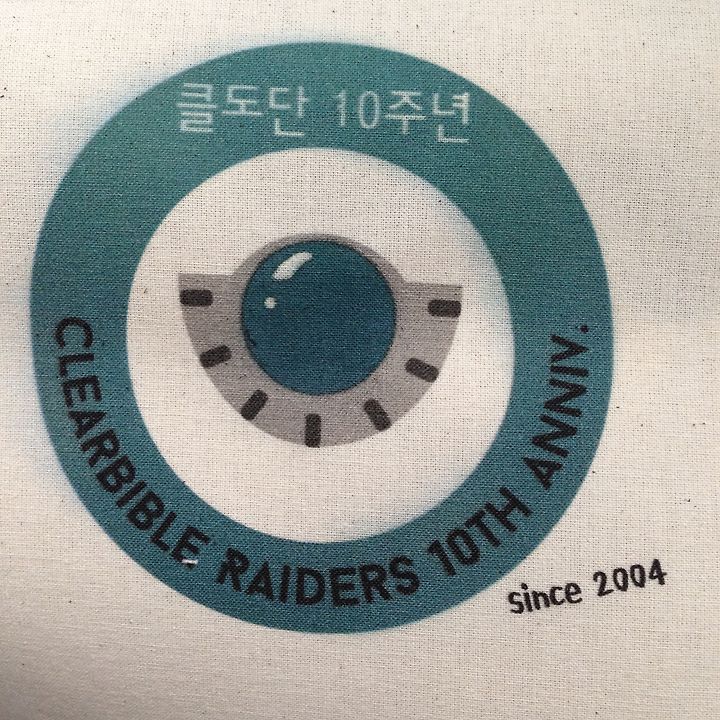 클도단 10주년
CLEARBIBLE RAIDERS 10TH ANNIV.
since 2004